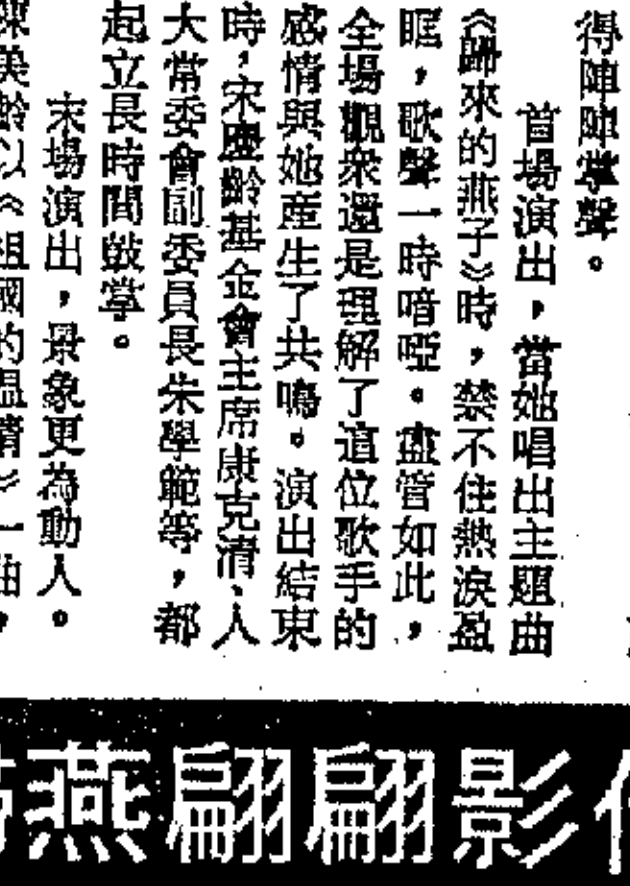 得陣陣掌聲。
首場演出，當她唱出主題曲
《歸來的燕子》時，禁不住熱淚盈
眶，歌聲一時喑啞。盡管如此，
全場觀衆還是理解了這位歌手的
感情與她産生了共鳴。演出結束
時，宋慶齡基金會主席康克清、人
大常委會副委員長朱學範等，都
起立長時間鼓掌。
末場演出，景象更為動人。
陳美齡以《祖國的温情》一曲，
燕翩翩影